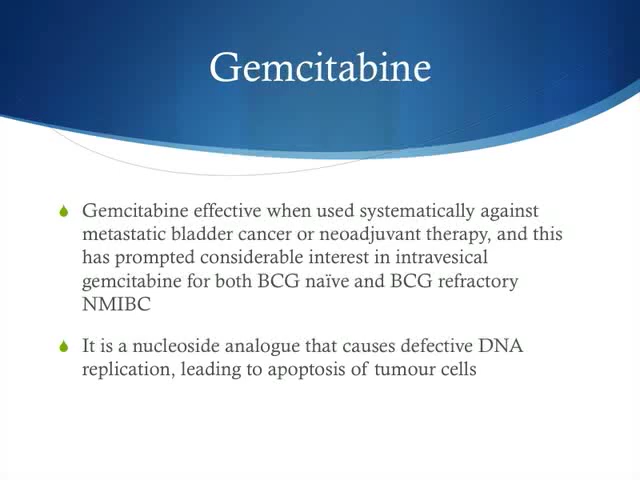 Gemcitabine
Gemcitabine effective when used systematically against
metastatic bladder cancer or neoadjuvant therapy, and this
has prompted considerable interest in intravesical
gemcitabine for both BCG naïve and BCG refractory
NMIBC
It is a nucleoside analogue that causes defective DNA
replication, leading to apoptosis of tumour cells